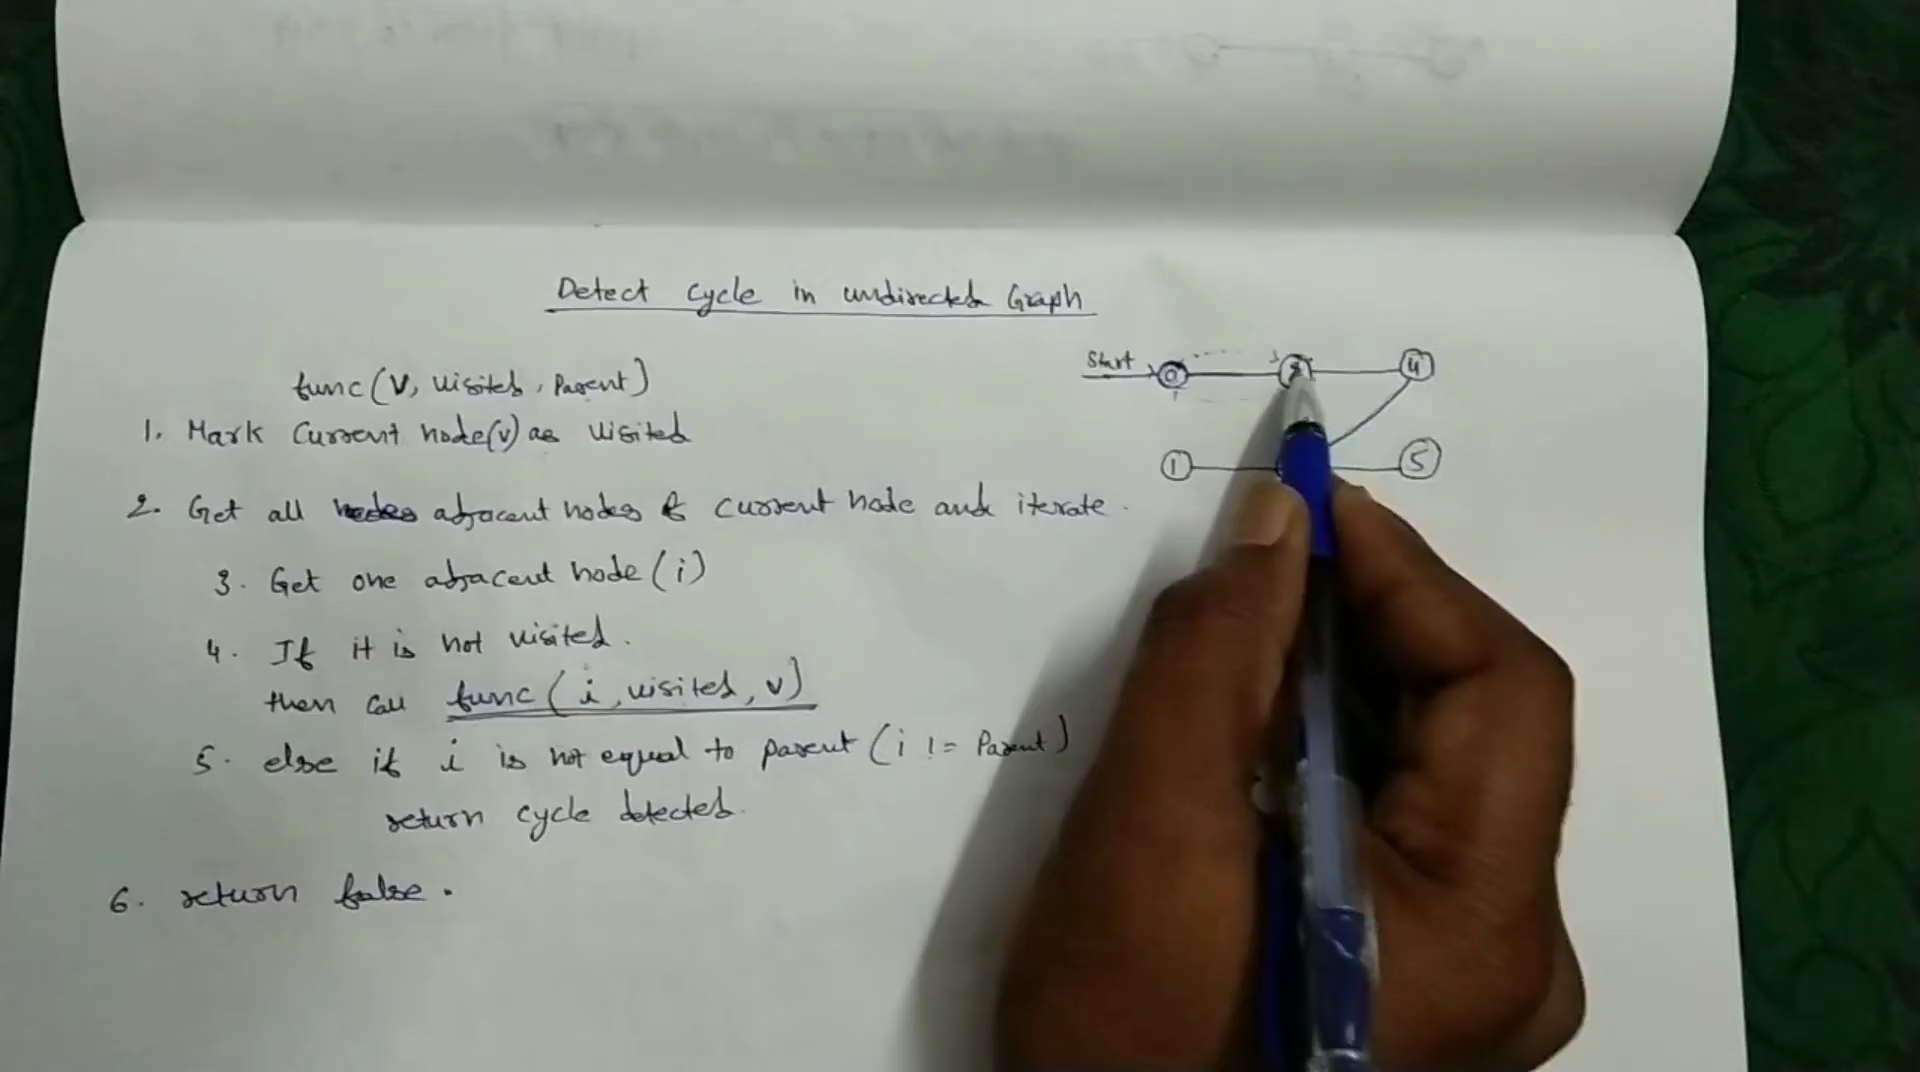 Detect cycle in undirected Graph
func(V, visited, Parent)
1. Mark Current node(v) as visited
2. Get all adjacent nodes of current node and iterate.
3. Get one adjacent node (i)
4. If it is not visited.
then call func(i, visited, v)
5. else if i is not equal to parent (i != Parent)
return cycle detected.
6. return false.
Start 0 4
1 5